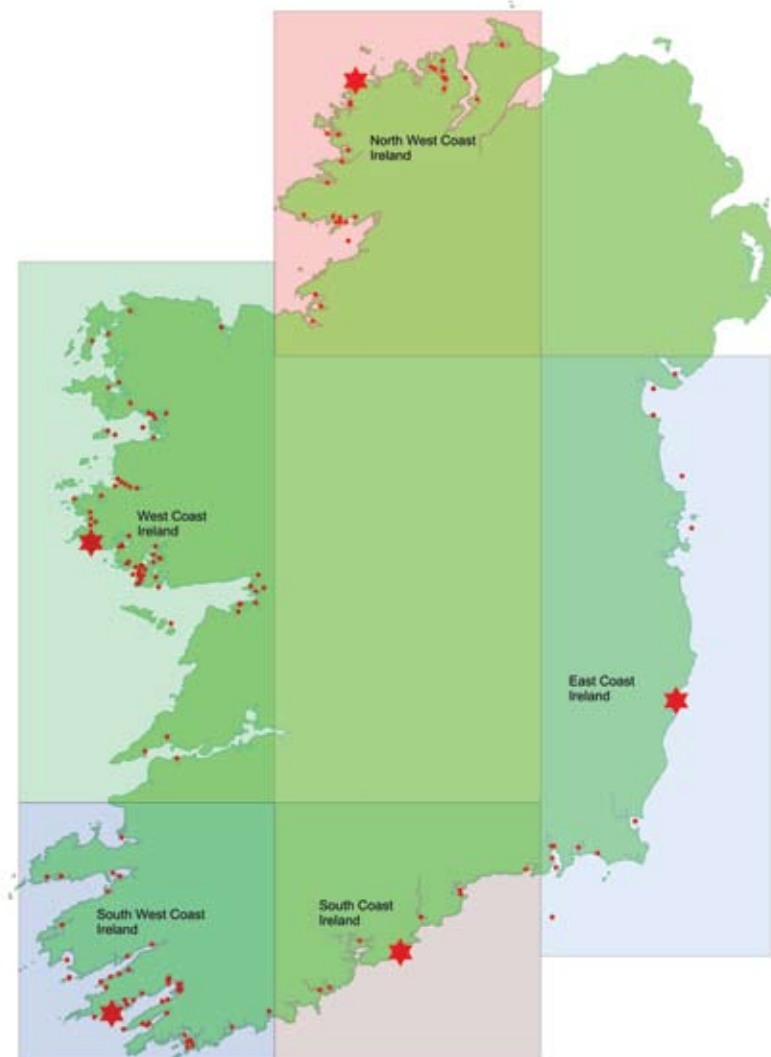 North West Coast
Ireland
West Coast
Ireland
East Coast
Ireland
South West Coast
Ireland
South Coast
Ireland